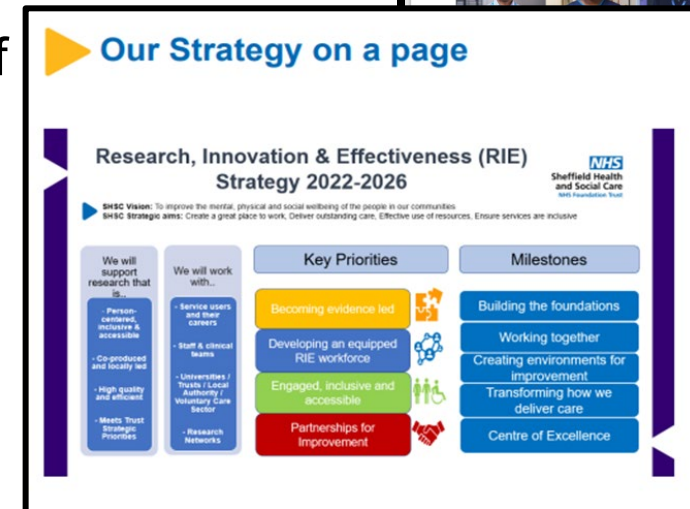 f
Our Strategy on a page
Research, Innovation & Effectiveness (RIE)
Strategy 2022-2026
NHS
Sheffield Health
and Social Care
NHS Foundation Trust
SHSC Vision: To improve the mental, physical and social wellbeing of the people in our communities
SHSC Strategic aims: Create a great place to work, Deliver outstanding care, Effective use of resources, Ensure services are inclusive
We will
support
research that
is..
- Person-
centered,
inclusive &
accessible
- Co-produced
and locally led
- High quality
and efficient
- Meets Trust
Strategic
Priorities
We will work
with..
- Service users
and their
careers
- Staff & clinical
teams
- Universities /
Trusts / Local
Authority /
Voluntary Care
Sector
- Research
Networks
Key Priorities
Becoming evidence led
Developing an equipped
RIE workforce
Engaged, inclusive and
accessible
Partnerships for
Improvement
Milestones
Building the foundations
Working together
Creating environments for
improvement
Transforming how we
deliver care
Centre of Excellence